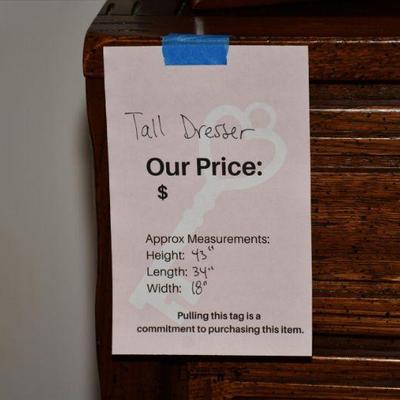 Tall Dresser
Our Price:
$
Approx Measurements:
Height: 43"
Length: 34"
Width: 18"
Pulling this tag is a
commitment to purchasing this item.